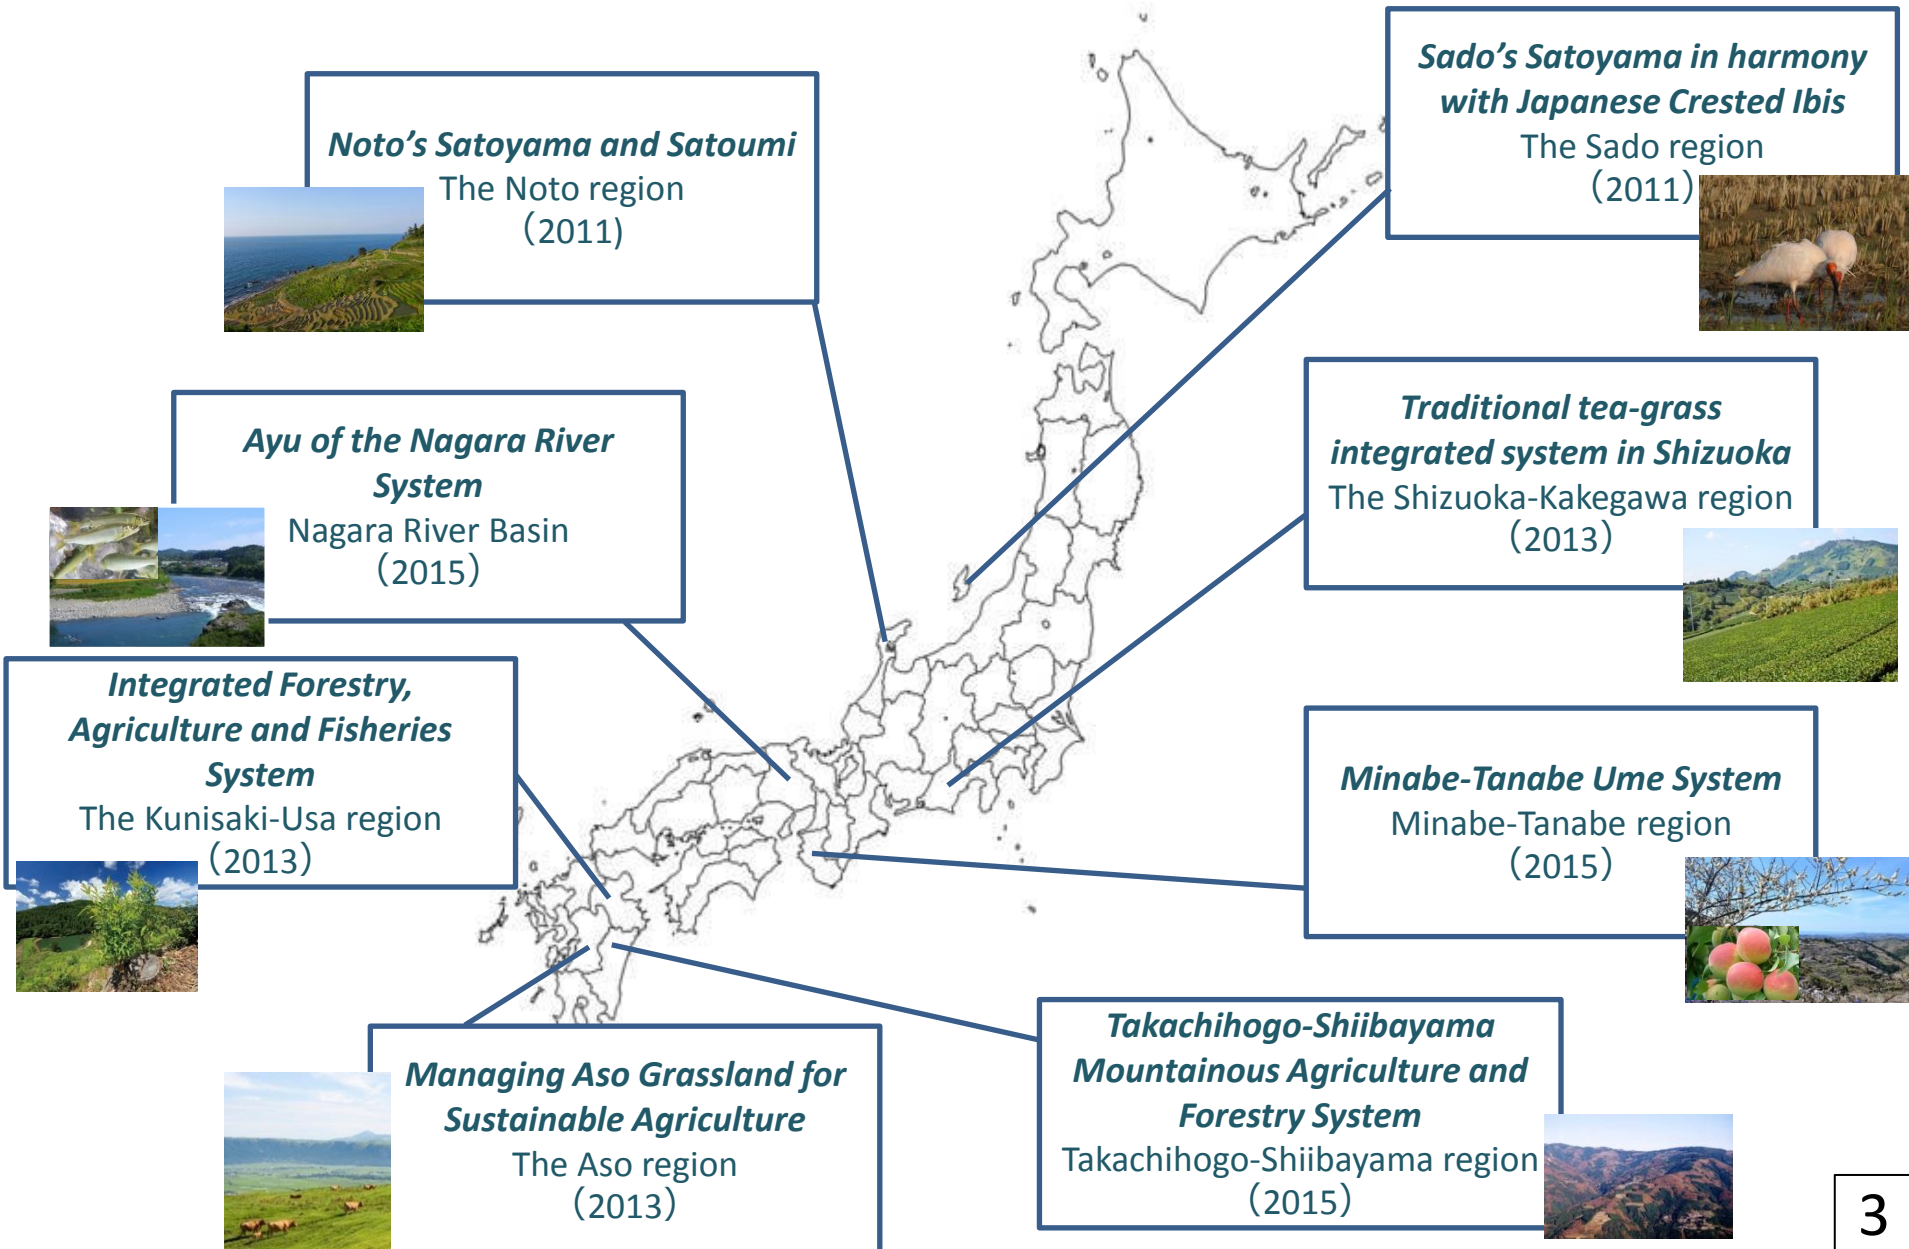 Noto’s Satoyama and Satoumi
The Noto region
（2011)
Sado’s Satoyama in harmony
with Japanese Crested Ibis
The Sado region
（2011）
Ayu of the Nagara River
System
Nagara River Basin
（2015）
Traditional tea-grass
integrated system in Shizuoka
The Shizuoka-Kakegawa region
（2013）
Integrated Forestry,
Agriculture and Fisheries
System
The Kunisaki-Usa region
（2013）
Minabe-Tanabe Ume System
Minabe-Tanabe region
（2015）
Managing Aso Grassland for
Sustainable Agriculture
The Aso region
（2013）
Takachihogo-Shiibayama
Mountainous Agriculture and
Forestry System
Takachihogo-Shiibayama region
（2015）
3